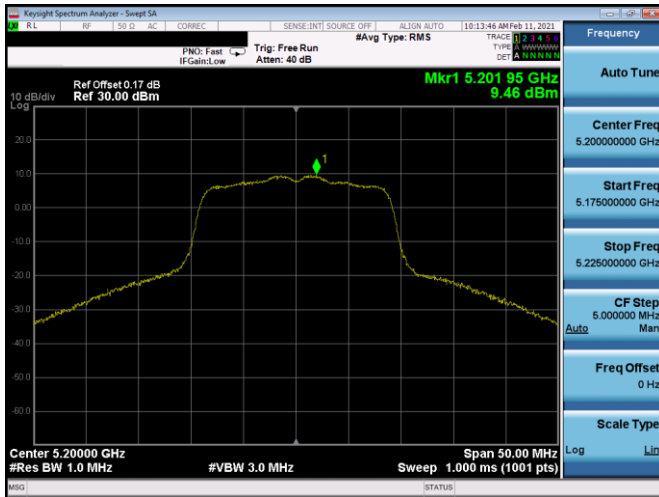 Keysight Spectrum Analyzer - Swept SA
RL RF 50 Ω AC CORREC SENSE:INT SOURCE OFF ALIGN AUTO 10:13:46 AM Feb 11, 2021
#Avg Type: RMS
TRACE 1 2 3 4 5 6
TYPE A WWWWW
DET A N N N N N
PNO: Fast
IFGain:Low
Trig: Free Run
Atten: 40 dB
Mkr1 5.201 95 GHz
9.46 dBm
Ref Offset 0.17 dB
10 dB/div Ref 30.00 dBm
Log
20.0
10.0
0.00
-10.0
-20.0
-30.0
-40.0
-50.0
-60.0
1
Center 5.20000 GHz
Span 50.00 MHz
#Res BW 1.0 MHz
#VBW 3.0 MHz
Sweep 1.000 ms (1001 pts)
MSG
STATUS
Frequency
Auto Tune
Center Freq
5.200000000 GHz
Start Freq
5.175000000 GHz
Stop Freq
5.225000000 GHz
CF Step
5.000000 MHz
Auto Man
Freq Offset
0 Hz
Scale Type
Log Lin